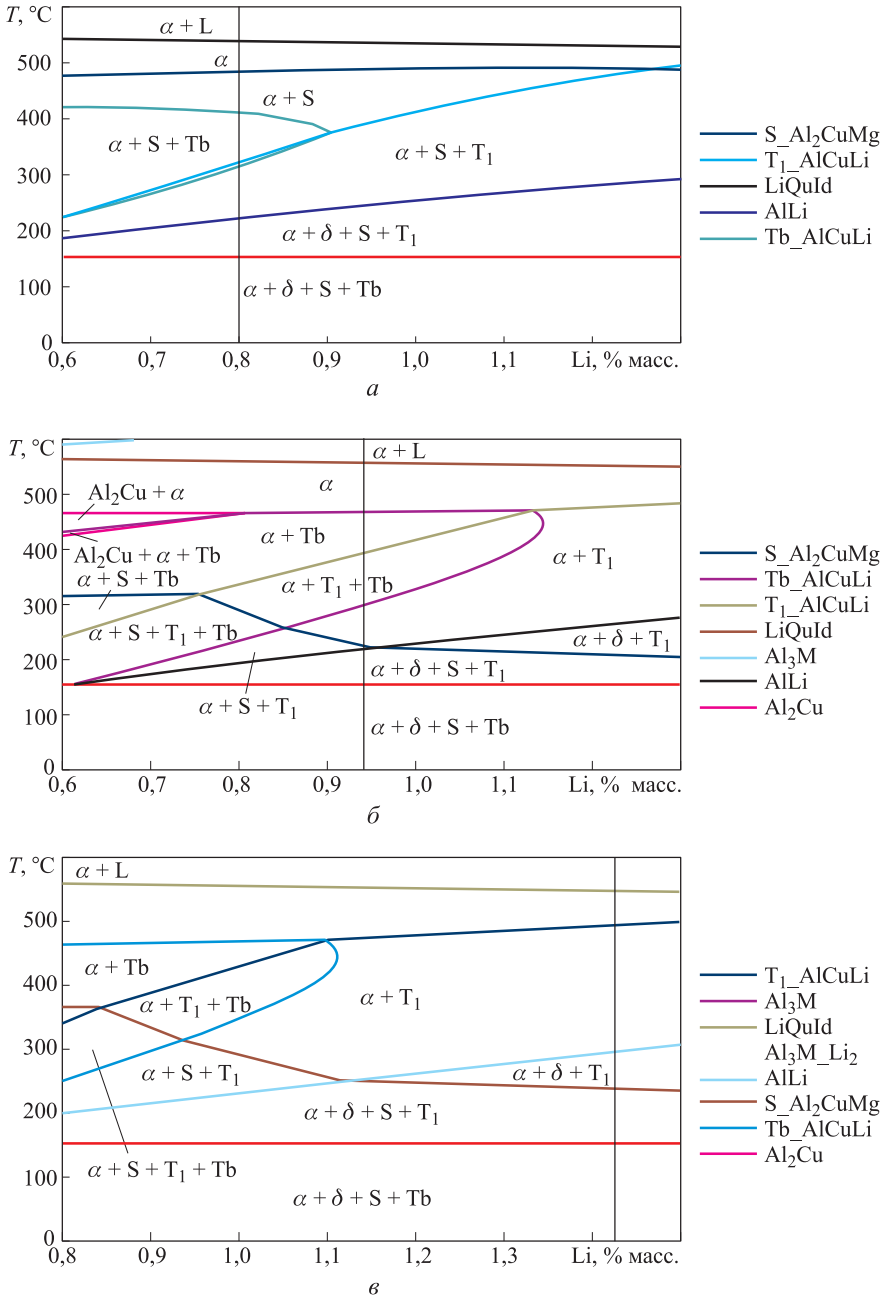 T, °C
α + L
500
α
α + S
400
α + S + Tb
α + S + T₁
300
200
α + δ + S + T₁
100
α + δ + S + Tb
0
0,6
0,7
0,8
0,9
1,0
1,1
Li, % масс.
S_Al₂CuMg
T₁_AlCuLi
LiQuId
AlLi
Tb_AlCuLi
а
T, °C
α + L
α
500
Al₂Cu + α
α + Tb
Al₂Cu + α + Tb
α + T₁
400
α + S + Tb
α + T₁ + Tb
300
α + S + T₁ + Tb
α + δ + T₁
200
α + δ + S + T₁
α + S + T₁
100
α + δ + S + Tb
0
0,6
0,7
0,8
0,9
1,0
1,1
Li, % масс.
S_Al₂CuMg
Tb_AlCuLi
T₁_AlCuLi
LiQuId
Al₃M
AlLi
Al₂Cu
б
T, °C
α + L
500
α + Tb
400
α + T₁ + Tb
α + T₁
300
α + S + T₁
α + δ + T₁
200
α + δ + S + T₁
α + S + T₁ + Tb
100
α + δ + S + Tb
0
0,8
0,9
1,0
1,1
1,2
1,3
Li, % масс.
T₁_AlCuLi
Al₃M
LiQuId
Al₃M_Li₂
AlLi
S_Al₂CuMg
Tb_AlCuLi
Al₂Cu
в